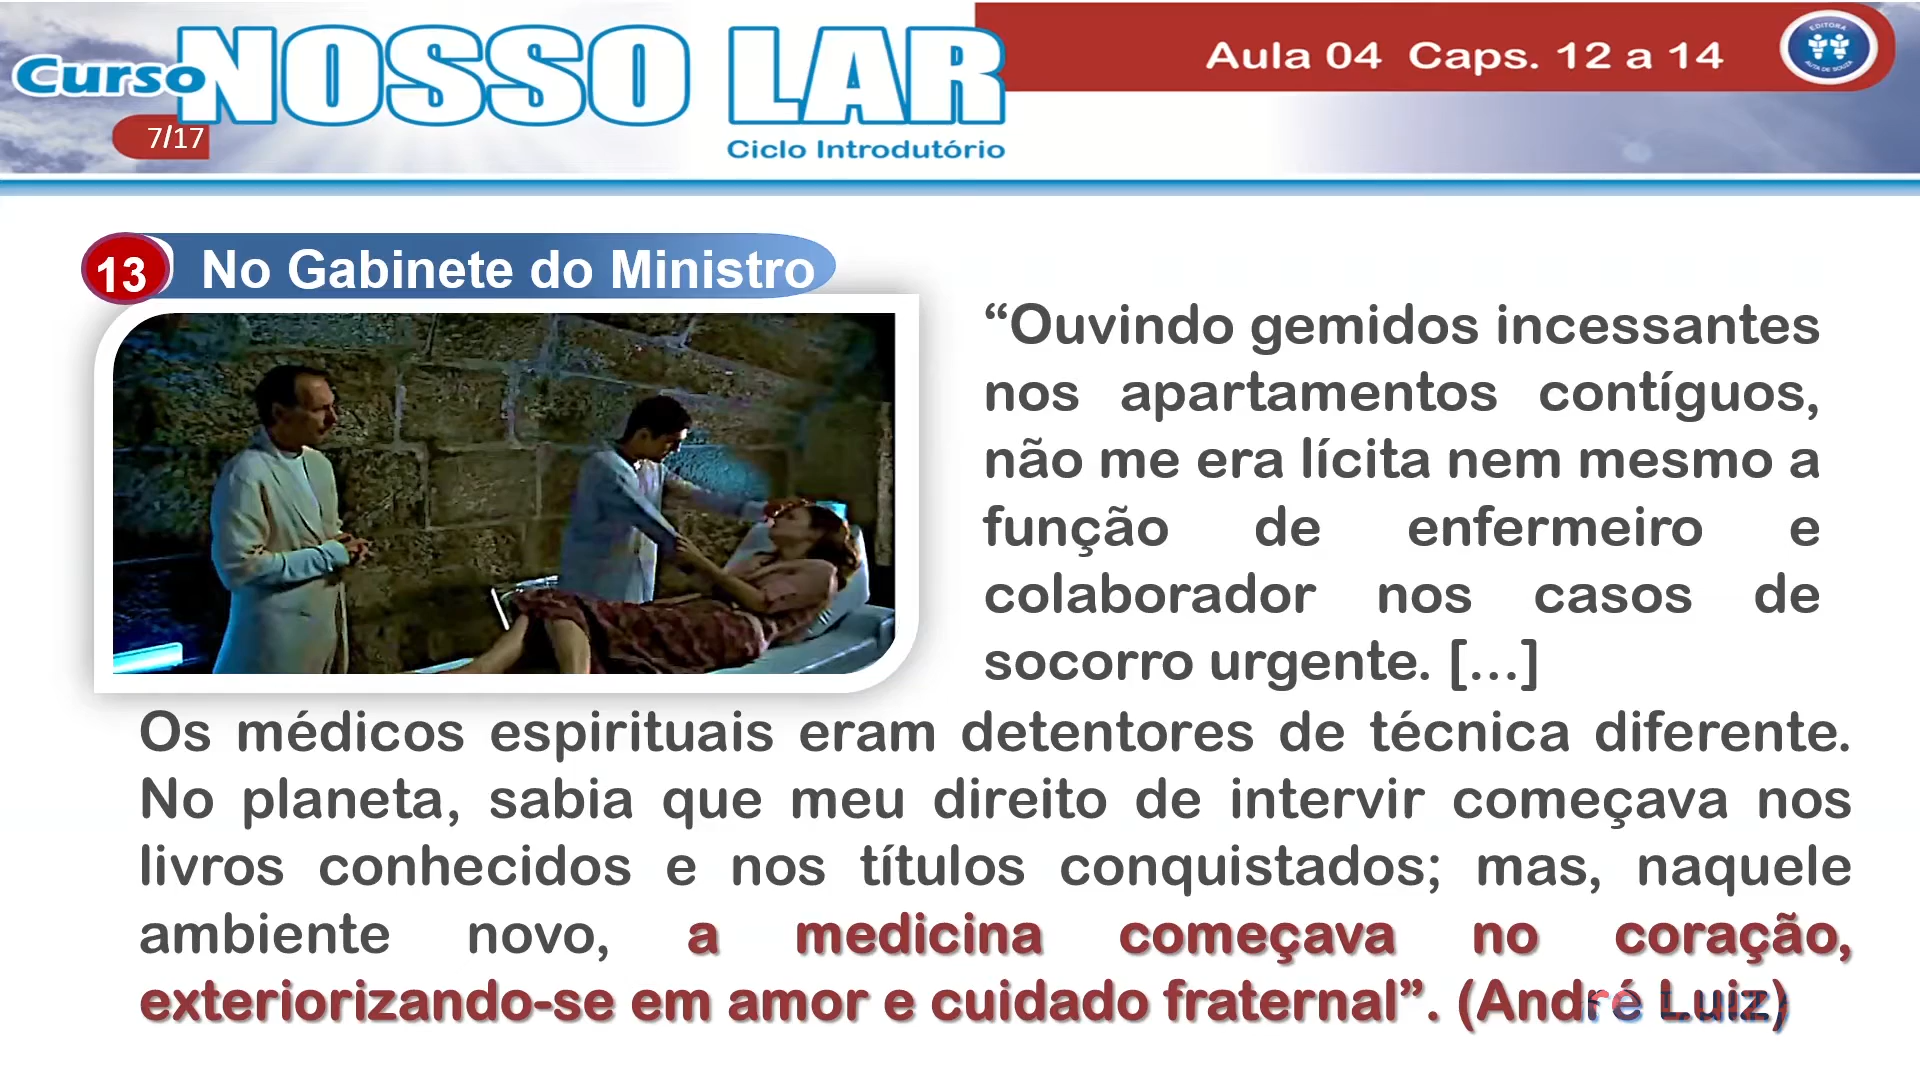 Curso NOSSO LAR
Ciclo Introdutório
7/17
Aula 04 Caps. 12 a 14
EDITORA
AUTA DE SOUZA
13 No Gabinete do Ministro
“Ouvindo gemidos incessantes
nos apartamentos contíguos,
não me era lícita nem mesmo a
função de enfermeiro e
colaborador nos casos de
socorro urgente. [...]
Os médicos espirituais eram detentores de técnica diferente.
No planeta, sabia que meu direito de intervir começava nos
livros conhecidos e nos títulos conquistados; mas, naquele
ambiente novo, a medicina começava no coração,
exteriorizando-se em amor e cuidado fraternal”. (André Luiz)